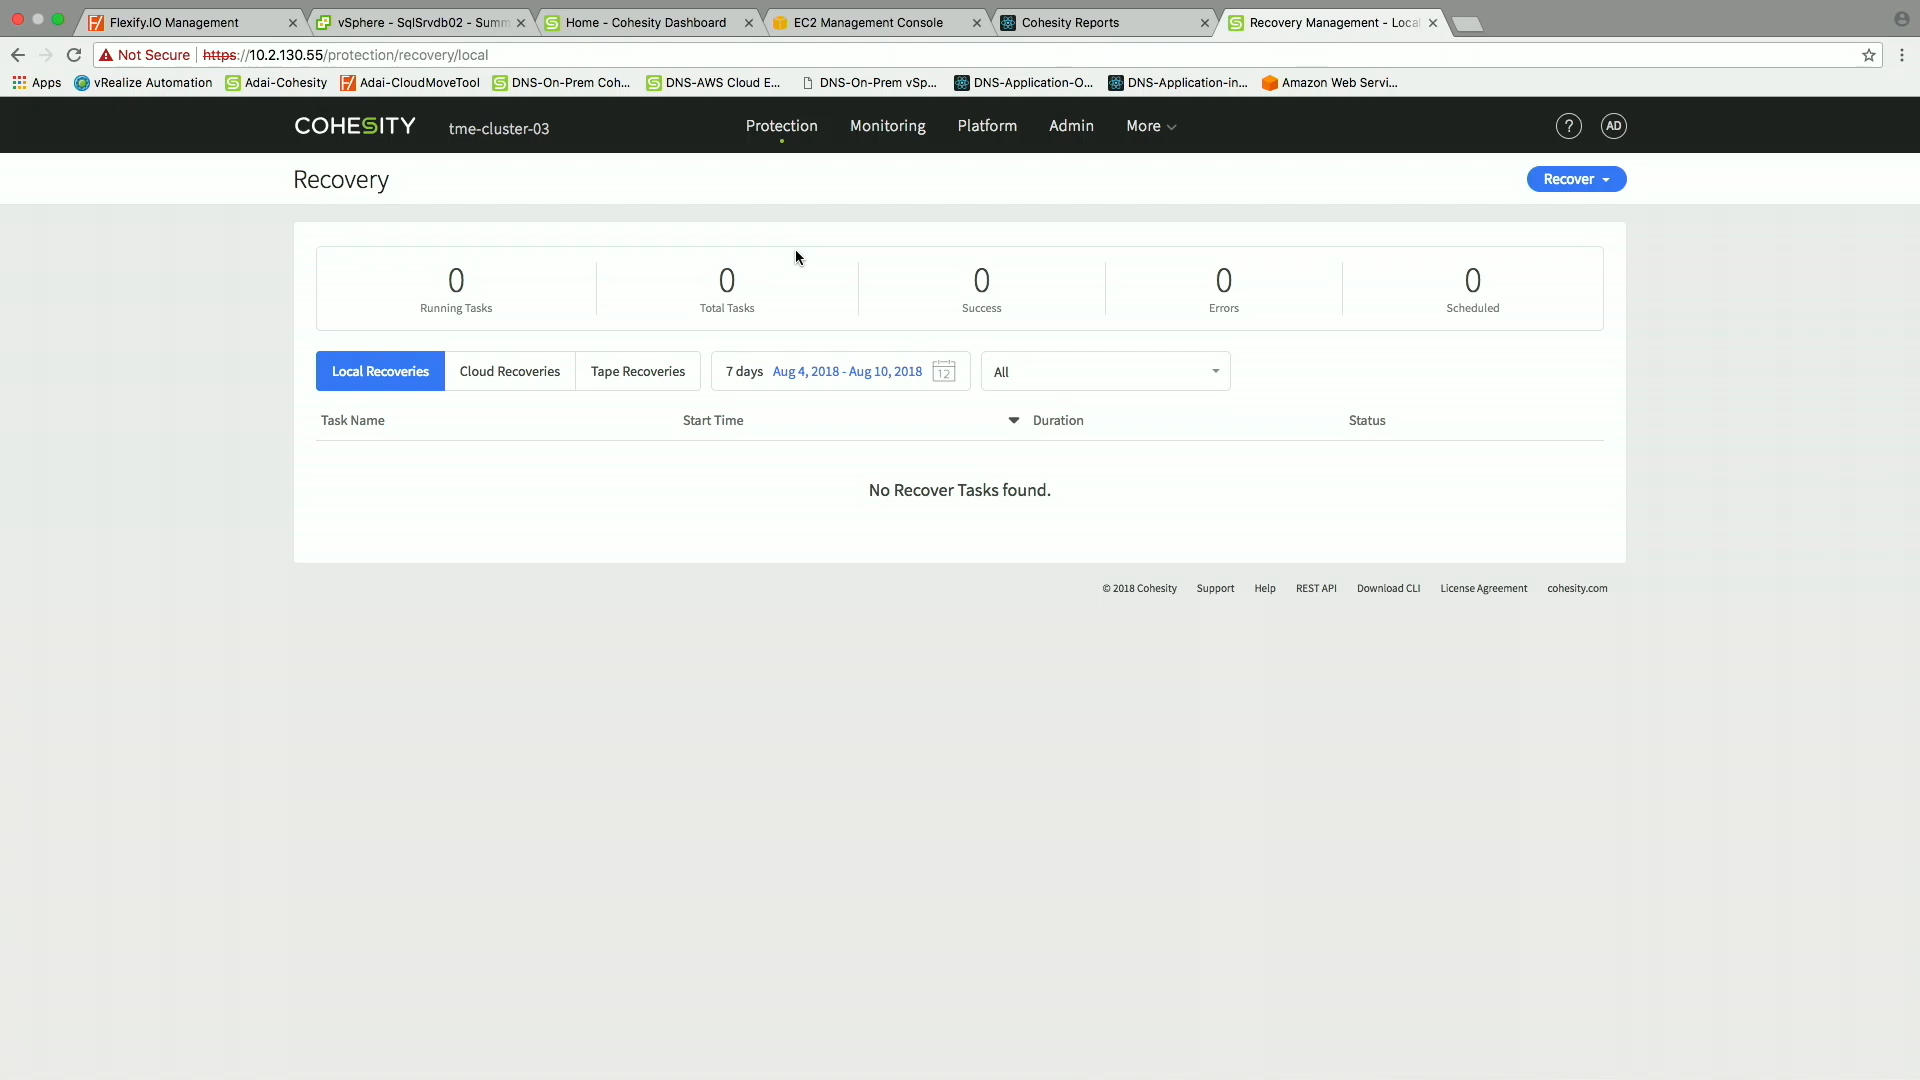 Flexify.IO Management
vSphere - SqlSrvdb02 - Summ
Home - Cohesity Dashboard
EC2 Management Console
Cohesity Reports
Recovery Management - Local
Not Secure
https://10.2.130.55/protection/recovery/local
Apps
vRealize Automation
Adai-Cohesity
Adai-CloudMoveTool
DNS-On-Prem Coh...
DNS-AWS Cloud E...
DNS-On-Prem vSp...
DNS-Application-O...
DNS-Application-in...
Amazon Web Servi...
COHESITY
tme-cluster-03
Protection
Monitoring
Platform
Admin
More
?
AD
Recovery
Recover
0
Running Tasks
0
Total Tasks
0
Success
0
Errors
0
Scheduled
Local Recoveries
Cloud Recoveries
Tape Recoveries
7 days Aug 4, 2018 - Aug 10, 2018
12
All
Task Name
Start Time
Duration
Status
No Recover Tasks found.
© 2018 Cohesity
Support
Help
REST API
Download CLI
License Agreement
cohesity.com